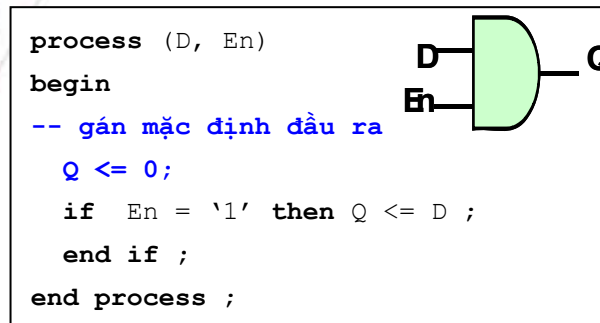 process (D, En)
begin
-- gán mặc định đầu ra
Q <= 0;
if En = ‘1’ then Q <= D ;
end if ;
end process ;
D
En
Q